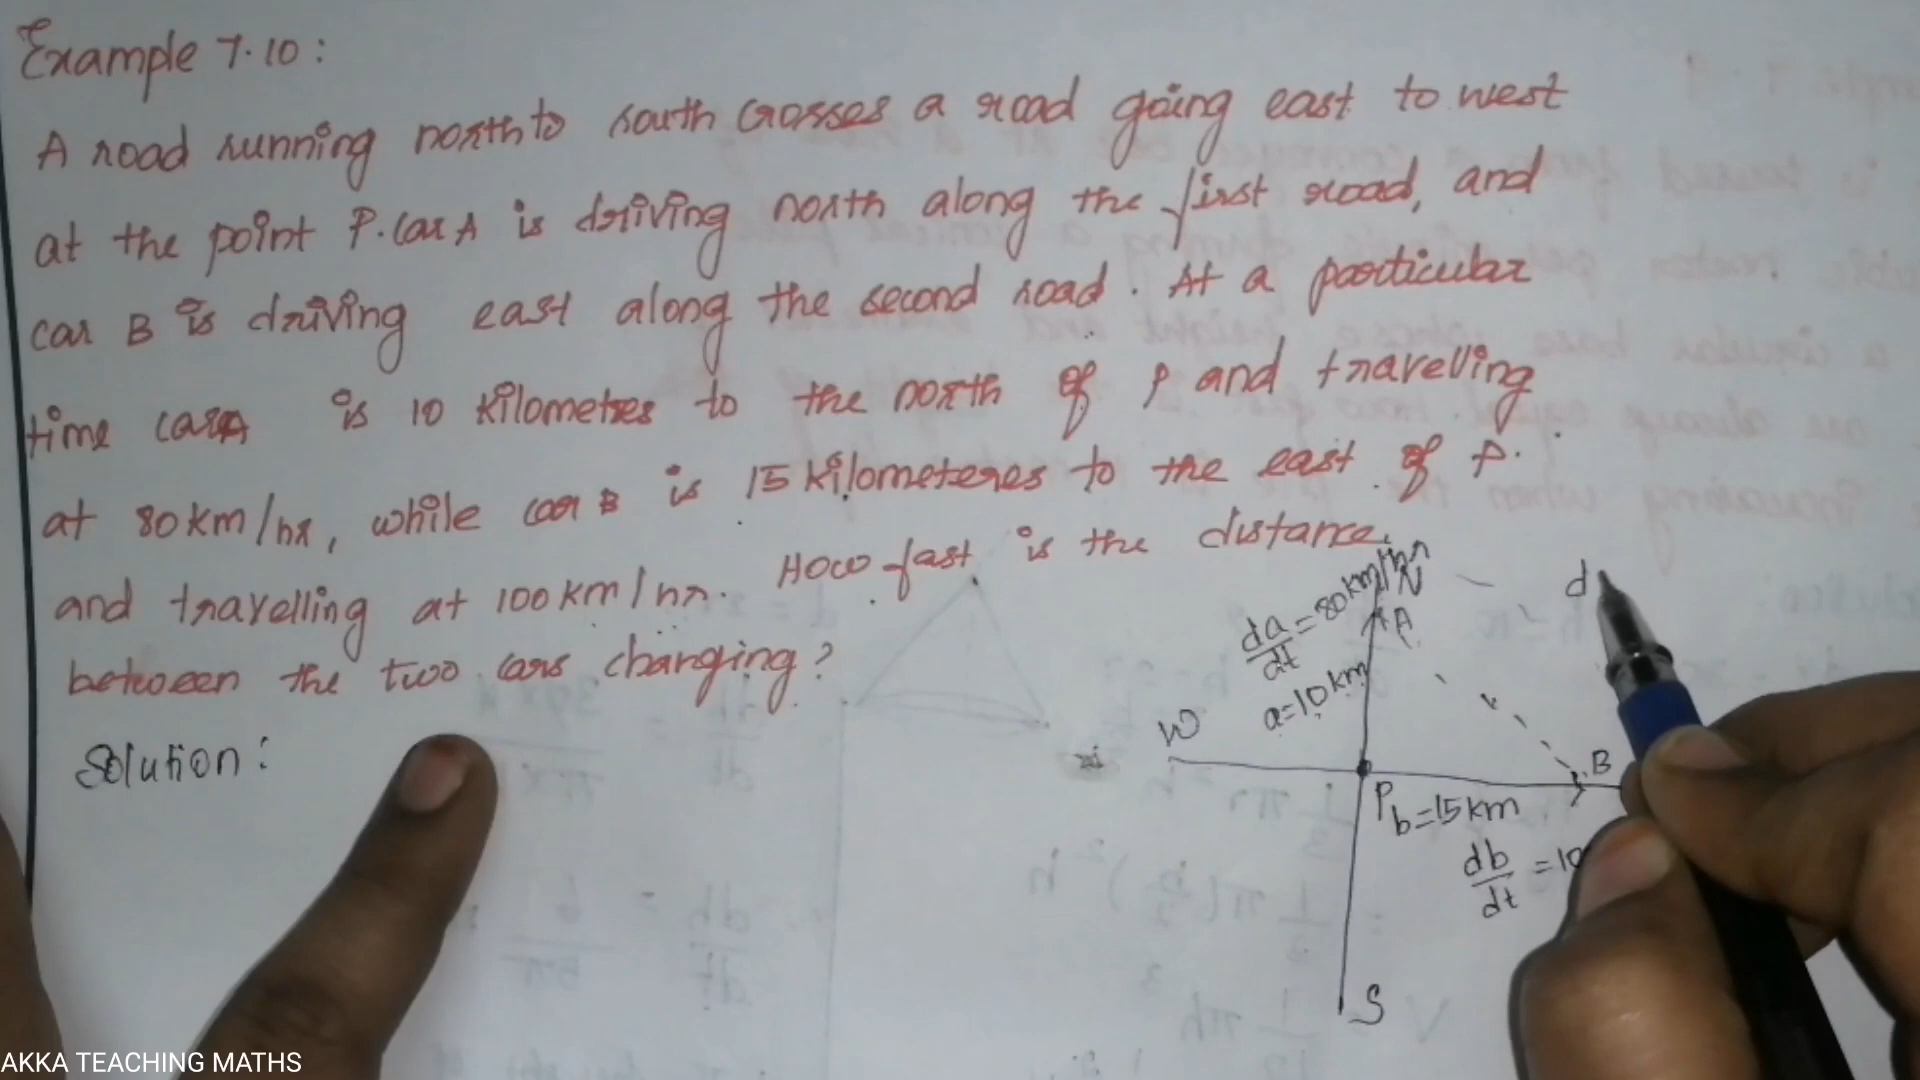 Example 7.10:
A road running north to south crosses a road going east to west
at the point P. Car A is driving north along the first road, and
car B is driving east along the second road. At a particular
time car A is 10 kilometres to the north of P and travelling
at 80 km/hr, while car B is 15 kilometeres to the east of P.
and travelling at 100 km/hr. How fast is the distance
between the two cars changing?
Solution:
N
da/dt = 80 km/hr
A
a=10 km
W
B
P
b=15 km
db/dt = 10
S
d
AKKA TEACHING MATHS